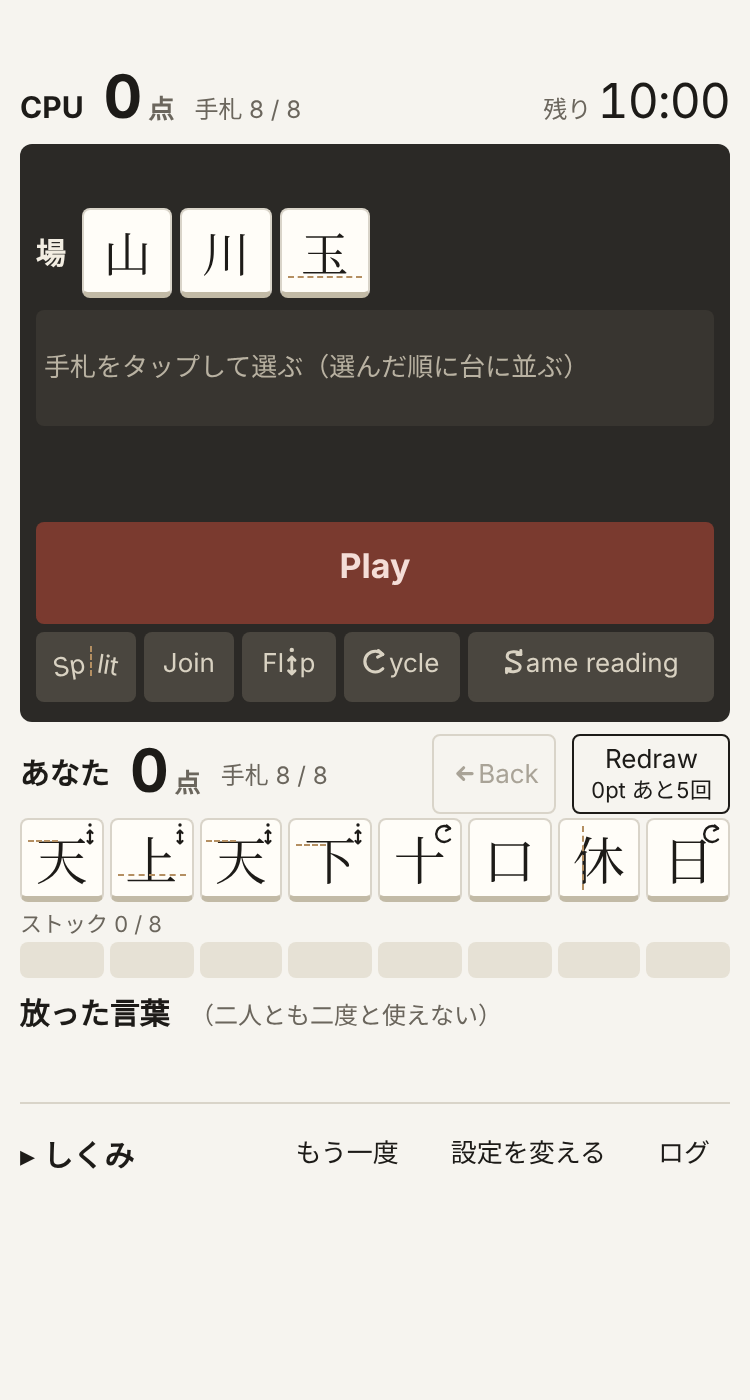 CPU 0点 手札 8 / 8 残り 10:00
場 山 川 玉
手札をタップして選ぶ（選んだ順に台に並ぶ）
Play
Split Join Flip Cycle Same reading
あなた 0点 手札 8 / 8 ←Back Redraw
0pt あと5回
天 上 天 下 十 口 休 日
ストック 0 / 8
放った言葉 （二人とも二度と使えない）
▸ しくみ もう一度 設定を変える ログ